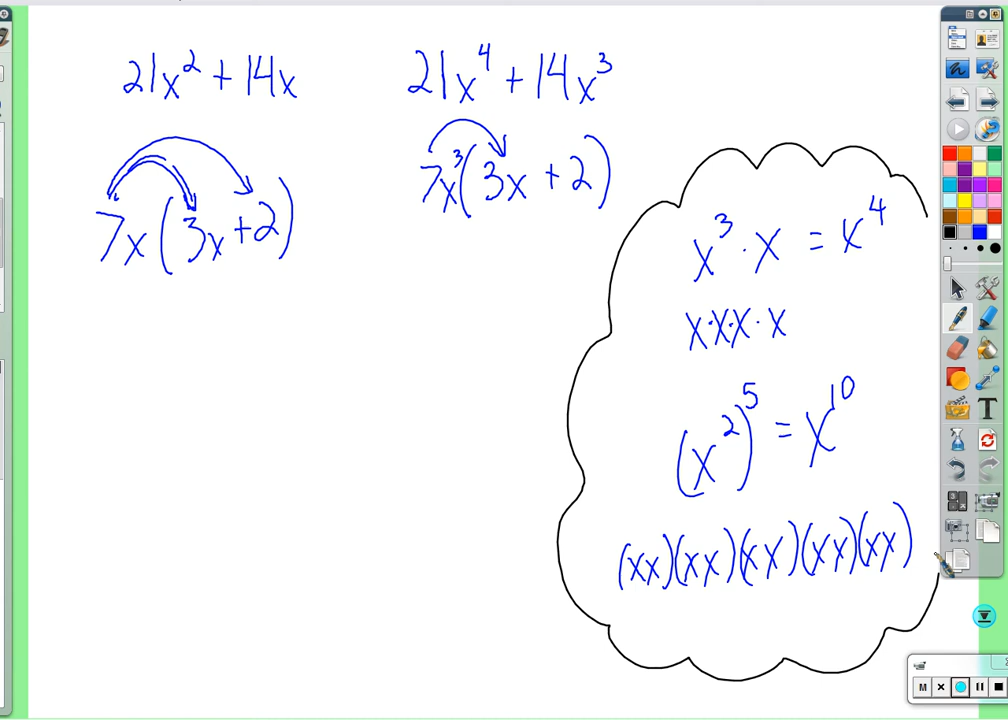 21x² + 14x
7x(3x + 2)
21x⁴ + 14x³
7x³(3x + 2)
x³ · x = x⁴
x·x·x · x
(x²)⁵ = x¹⁰
(xx)(xx)(xx)(xx)(xx)
T
M